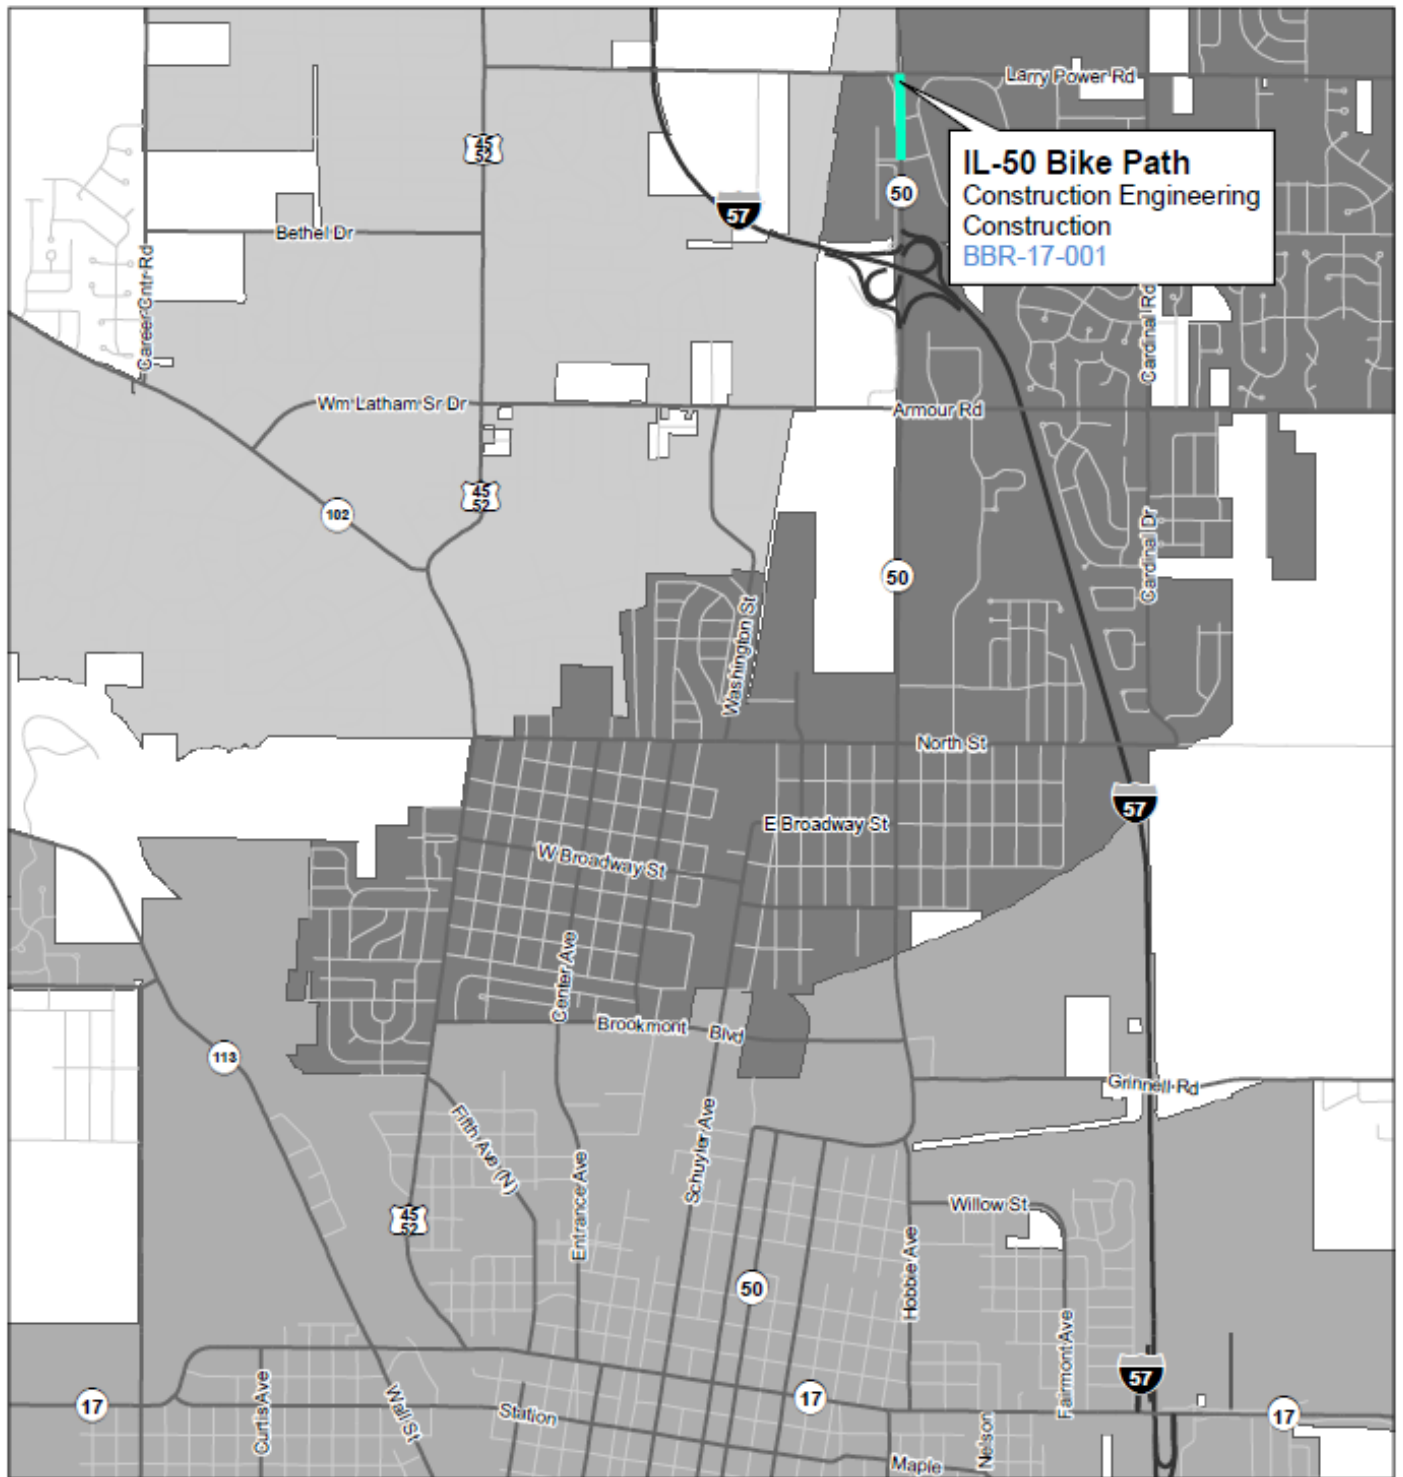 Larry Power Rd
45
52
IL-50 Bike Path
Construction Engineering
Construction
BBR-17-001
50
57
Bethel Dr
Career Cntr Rd
Cardinal Rd
Wm Latham Sr Dr
Armour Rd
45
52
102
50
Cardinal Dr
Washington St
North St
57
E Broadway St
W Broadway St
Center Ave
Brookmont Blvd
113
Grinnell Rd
Fifth Ave (N)
Schuyler Ave
45
52
Entrance Ave
Willow St
Hobbie Ave
50
Fairmont Ave
57
17
17
17
Curtis Ave
Wall St
Station
Nelson
Maple